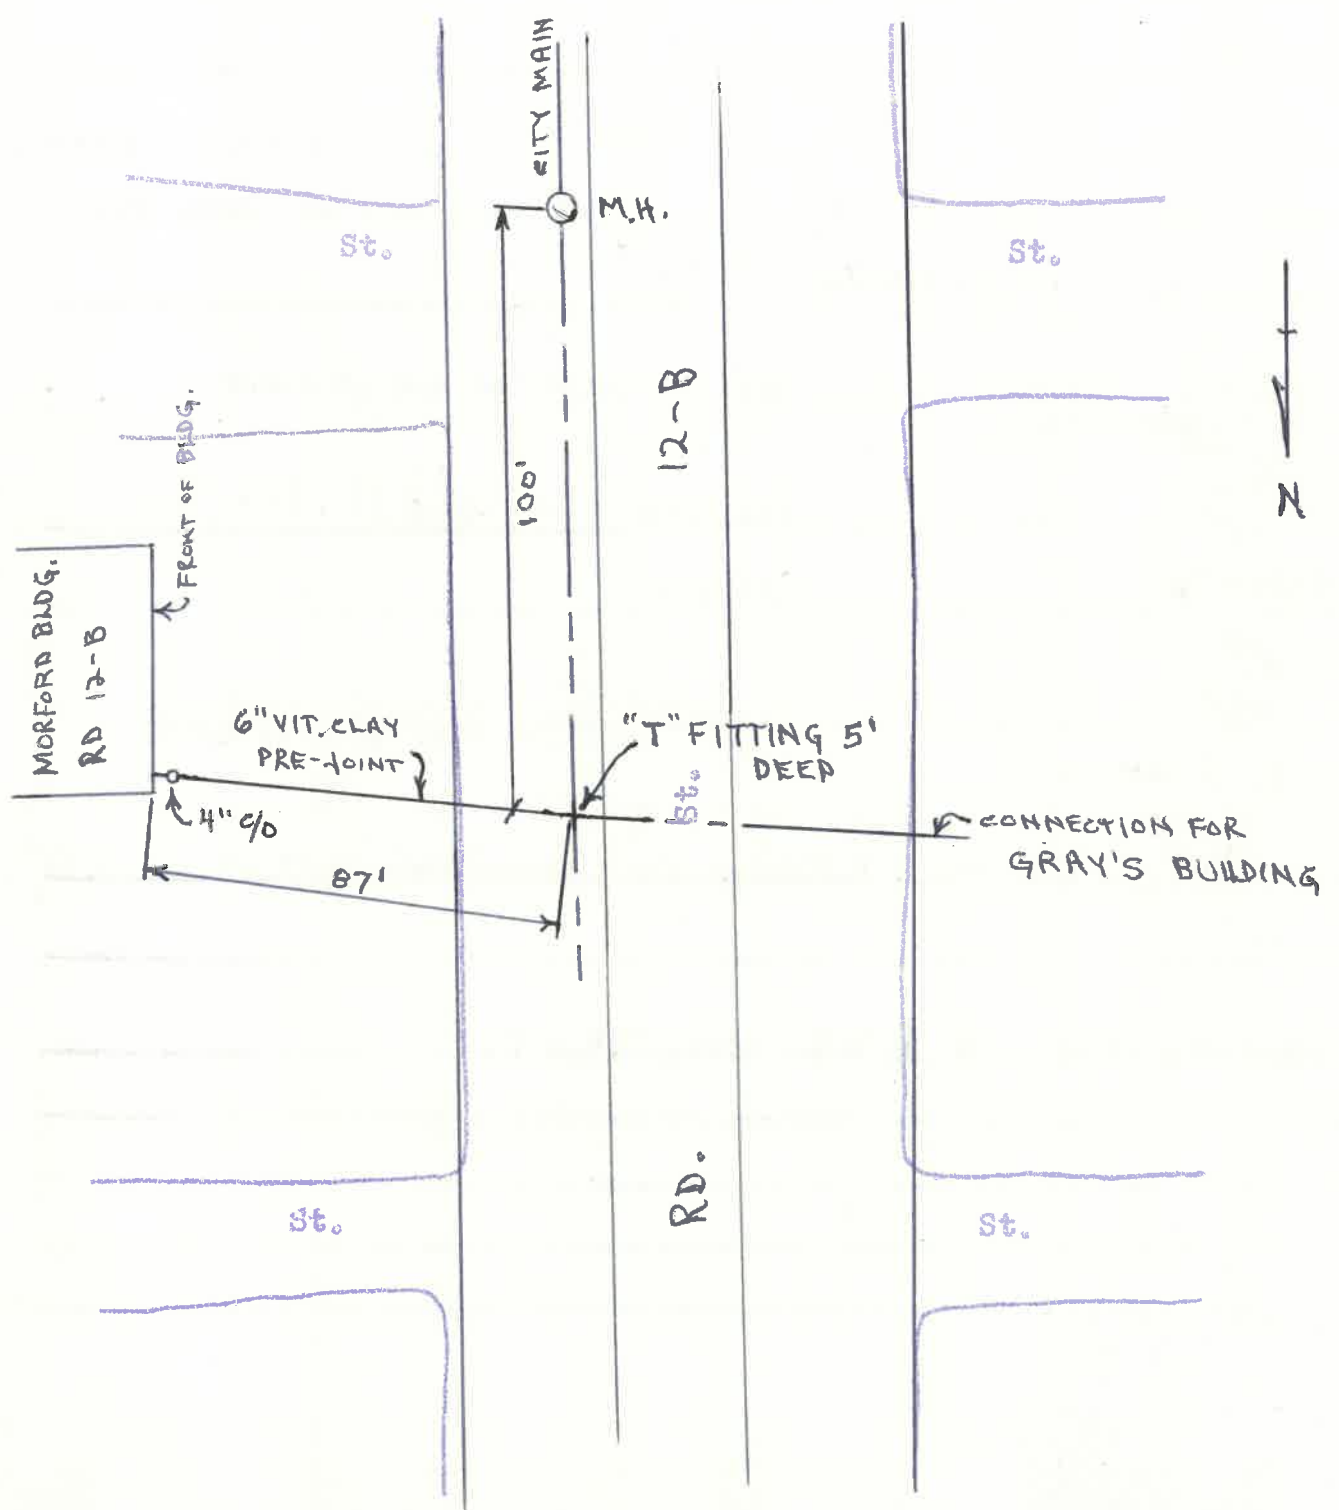 CITY MAIN
M.H.
St.
St.
12-B
N
FRONT OF BLDG.
100'
MORFORD BLDG.
RD 12-B
6" VIT. CLAY
PRE-JOINT
"T" FITTING 5'
DEEP
St.
4" C/O
CONNECTION FOR
GRAY'S BUILDING
87'
RD.
St.
St.